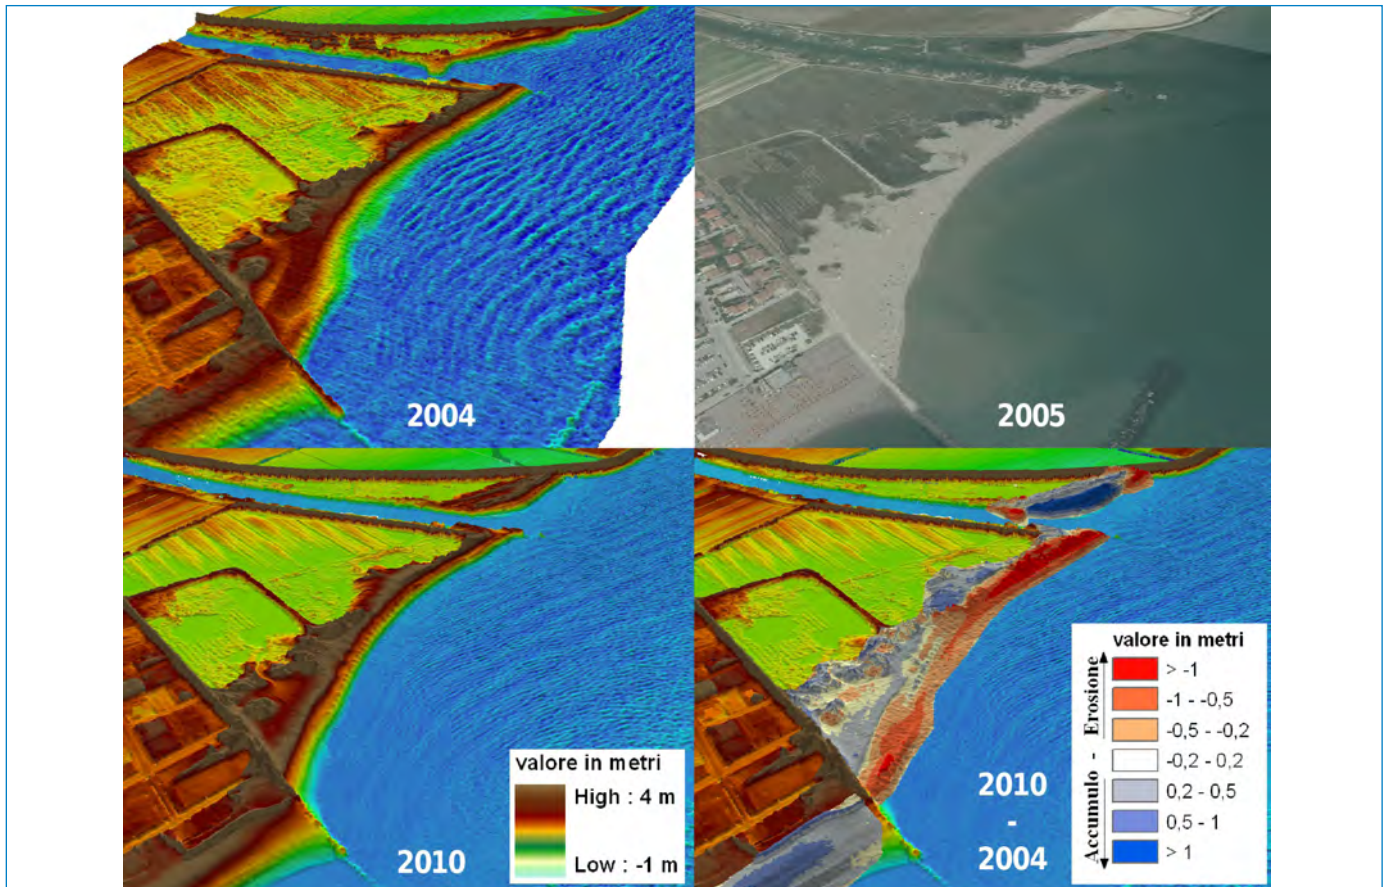 2004
2005
valore in metri
High : 4 m
Low : -1 m
2010
2010
-
2004
valore in metri
Accumulo - Erosione
> -1
-1 - -0,5
-0,5 - -0,2
-0,2 - 0,2
0,2 - 0,5
0,5 - 1
> 1